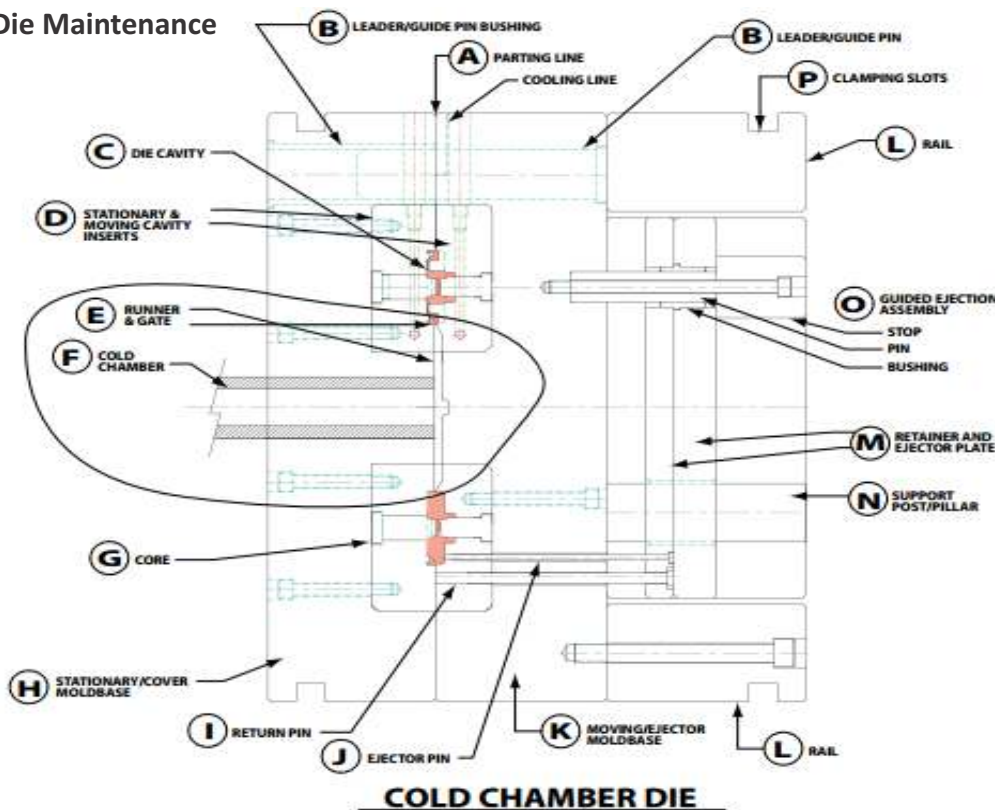 Die Maintenance
B LEADER/GUIDE PIN BUSHING
A PARTING LINE
COOLING LINE
B LEADER/GUIDE PIN
P CLAMPING SLOTS
C DIE CAVITY
L RAIL
D STATIONARY &
MOVING CAVITY
INSERTS
E RUNNER
& GATE
O GUIDED EJECTION
ASSEMBLY
STOP
PIN
BUSHING
F COLD
CHAMBER
M RETAINER AND
EJECTOR PLATE
N SUPPORT
POST/PILLAR
G CORE
H STATIONARY/COVER
MOLDBASE
I RETURN PIN
J EJECTOR PIN
K MOVING/EJECTOR
MOLDBASE
L RAIL
COLD CHAMBER DIE